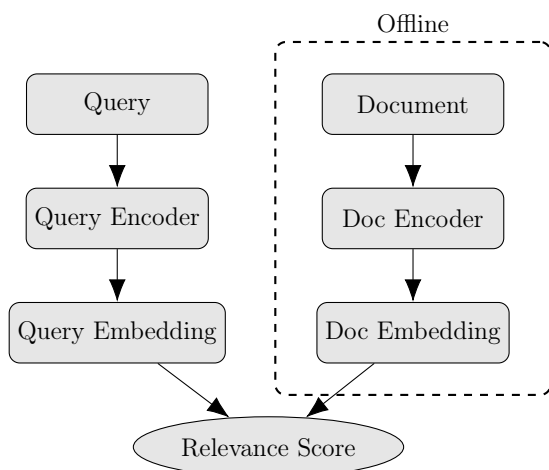 Offline
Query
Document
Query Encoder
Doc Encoder
Query Embedding
Doc Embedding
Relevance Score